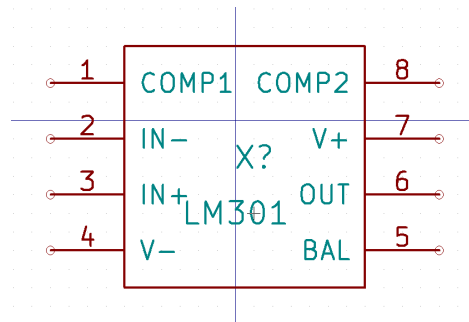 1 COMP1 COMP2 8
2 IN- V+ 7
X?
3 IN+ OUT 6
LM301
4 V- BAL 5